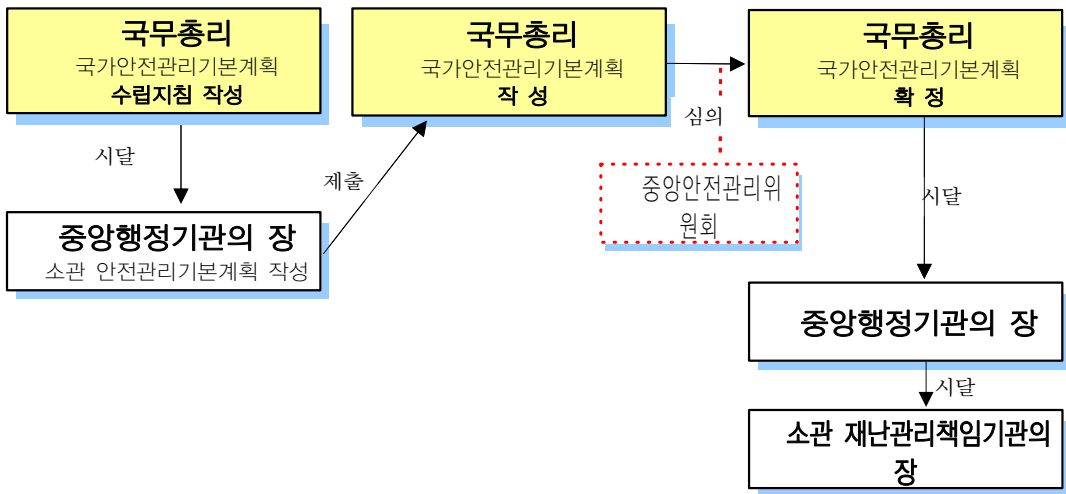 국무총리
국가안전관리기본계획
수립지침 작성
시달
중앙행정기관의 장
소관 안전관리기본계획 작성
제출
국무총리
국가안전관리기본계획
작 성
심의
중앙안전관리위
원회
국무총리
국가안전관리기본계획
확 정
시달
중앙행정기관의 장
시달
소관 재난관리책임기관의
장